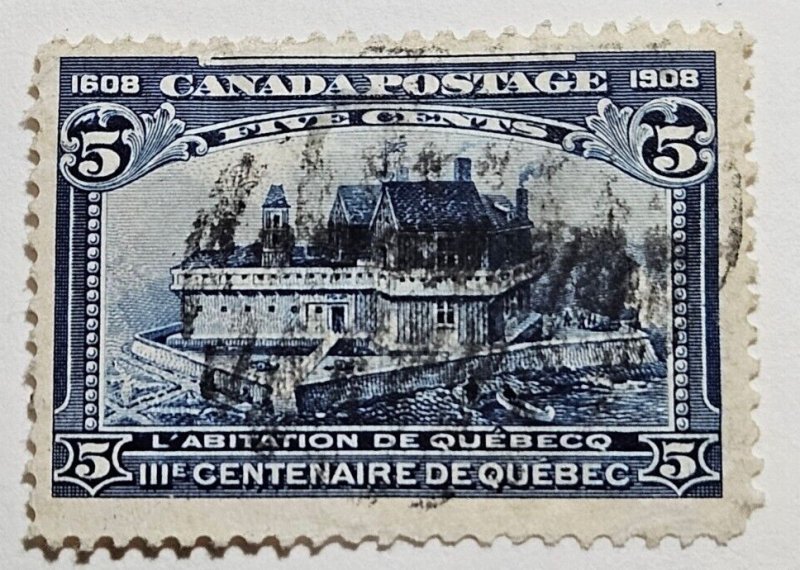 1608 CANADA POSTAGE 1908
5 FIVE CENTS 5
L'ABITATION DE QUÉBECQ
5 IIIE CENTENAIRE DE QUÉBEC 5